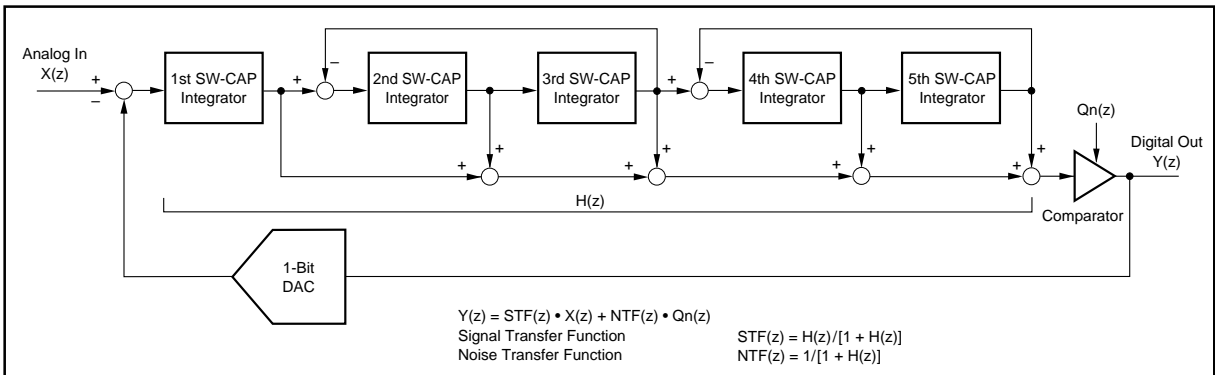 Analog In
X(z)
+
−
1st SW-CAP
Integrator
+
−
2nd SW-CAP
Integrator
3rd SW-CAP
Integrator
+
−
4th SW-CAP
Integrator
5th SW-CAP
Integrator
Qn(z)
Digital Out
Y(z)
+
+
+
+
+
+
+
+
Comparator
H(z)
1-Bit
DAC
Y(z) = STF(z) • X(z) + NTF(z) • Qn(z)
Signal Transfer Function STF(z) = H(z)/[1 + H(z)]
Noise Transfer Function NTF(z) = 1/[1 + H(z)]